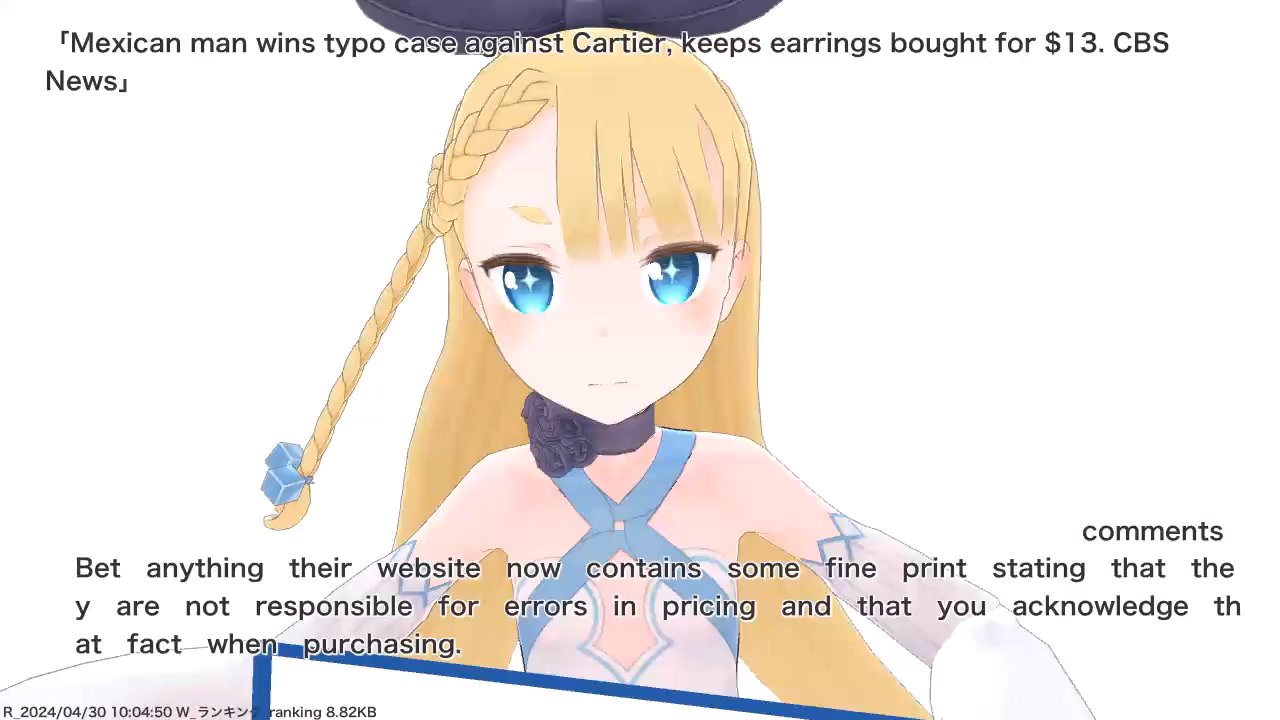 「Mexican man wins typo case against Cartier, keeps earrings bought for $13. CBS
News」
comments
Bet anything their website now contains some fine print stating that the
y are not responsible for errors in pricing and that you acknowledge th
at fact when purchasing.
R_2024/04/30 10:04:50 W_ランキング ranking 8.82KB